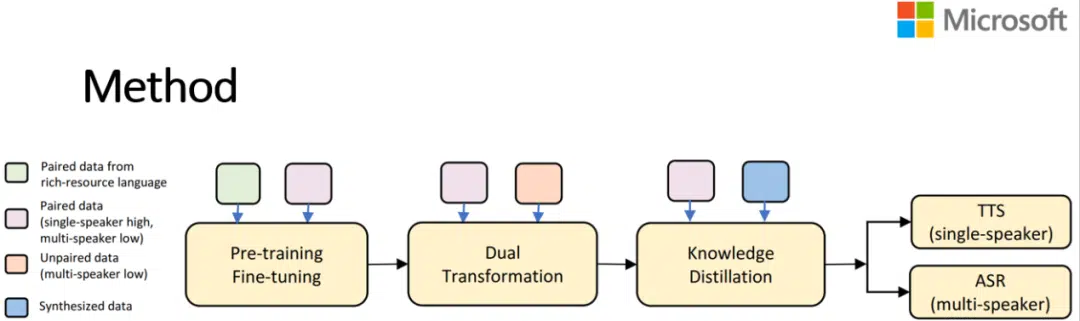 Microsoft
Method
Paired data from
rich-resource language
Paired data
(single-speaker high,
multi-speaker low)
Unpaired data
(multi-speaker low)
Synthesized data
Pre-training
Fine-tuning
Dual
Transformation
Knowledge
Distillation
TTS
(single-speaker)
ASR
(multi-speaker)